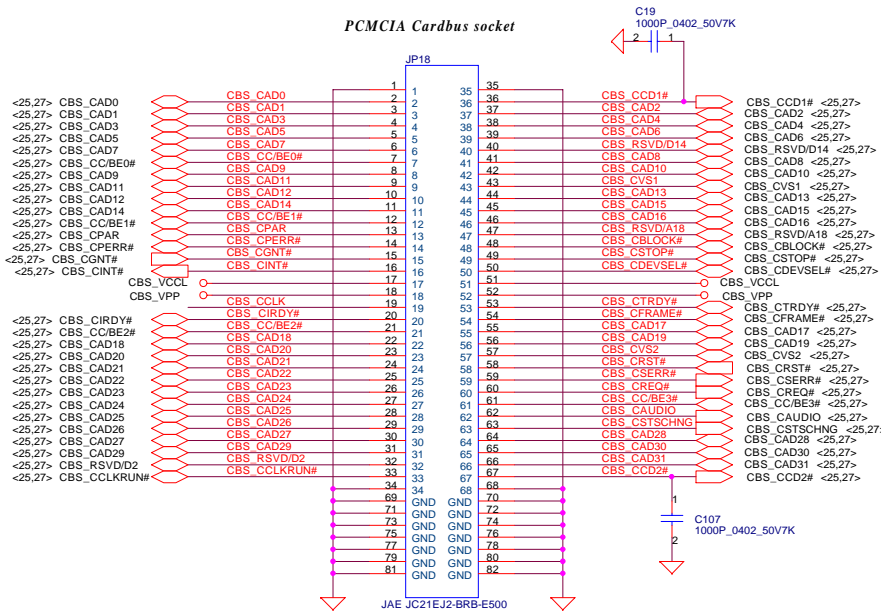 PCMCIA Cardbus socket
C19
1000P_0402_50V7K
2 1
JP18
1 1 35 35
<25,27> CBS_CAD0 CBS_CAD0 2 2 36 36 CBS_CCD1# CBS_CCD1# <25,27>
<25,27> CBS_CAD1 CBS_CAD1 3 3 37 37 CBS_CAD2 CBS_CAD2 <25,27>
<25,27> CBS_CAD3 CBS_CAD3 4 4 38 38 CBS_CAD4 CBS_CAD4 <25,27>
<25,27> CBS_CAD5 CBS_CAD5 5 5 39 39 CBS_CAD6 CBS_CAD6 <25,27>
<25,27> CBS_CAD7 CBS_CAD7 6 6 40 40 CBS_RSVD/D14 CBS_RSVD/D14 <25,27>
<25,27> CBS_CC/BE0# CBS_CC/BE0# 7 7 41 41 CBS_CAD8 CBS_CAD8 <25,27>
<25,27> CBS_CAD9 CBS_CAD9 8 8 42 42 CBS_CAD10 CBS_CAD10 <25,27>
<25,27> CBS_CAD11 CBS_CAD11 9 9 43 43 CBS_CVS1 CBS_CVS1 <25,27>
<25,27> CBS_CAD12 CBS_CAD12 10 10 44 44 CBS_CAD13 CBS_CAD13 <25,27>
<25,27> CBS_CAD14 CBS_CAD14 11 11 45 45 CBS_CAD15 CBS_CAD15 <25,27>
<25,27> CBS_CC/BE1# CBS_CC/BE1# 12 12 46 46 CBS_CAD16 CBS_CAD16 <25,27>
<25,27> CBS_CPAR CBS_CPAR 13 13 47 47 CBS_RSVD/A18 CBS_RSVD/A18 <25,27>
<25,27> CBS_CPERR# CBS_CPERR# 14 14 48 48 CBS_CBLOCK# CBS_CBLOCK# <25,27>
<25,27> CBS_CGNT# CBS_CGNT# 15 15 49 49 CBS_CSTOP# CBS_CSTOP# <25,27>
<25,27> CBS_CINT# CBS_CINT# 16 16 50 50 CBS_CDEVSEL# CBS_CDEVSEL# <25,27>
CBS_VCCL 17 17 51 51 CBS_VCCL
CBS_VPP 18 18 52 52 CBS_VPP
CBS_CCLK 19 19 53 53 CBS_CTRDY# CBS_CTRDY# <25,27>
<25,27> CBS_CIRDY# CBS_CIRDY# 20 20 54 54 CBS_CFRAME# CBS_CFRAME# <25,27>
<25,27> CBS_CC/BE2# CBS_CC/BE2# 21 21 55 55 CBS_CAD17 CBS_CAD17 <25,27>
<25,27> CBS_CAD18 CBS_CAD18 22 22 56 56 CBS_CAD19 CBS_CAD19 <25,27>
<25,27> CBS_CAD20 CBS_CAD20 23 23 57 57 CBS_CVS2 CBS_CVS2 <25,27>
<25,27> CBS_CAD21 CBS_CAD21 24 24 58 58 CBS_CRST# CBS_CRST# <25,27>
<25,27> CBS_CAD22 CBS_CAD22 25 25 59 59 CBS_CSERR# CBS_CSERR# <25,27>
<25,27> CBS_CAD23 CBS_CAD23 26 26 60 60 CBS_CREQ# CBS_CREQ# <25,27>
<25,27> CBS_CAD24 CBS_CAD24 27 27 61 61 CBS_CC/BE3# CBS_CC/BE3# <25,27>
<25,27> CBS_CAD25 CBS_CAD25 28 28 62 62 CBS_CAUDIO CBS_CAUDIO <25,27>
<25,27> CBS_CAD26 CBS_CAD26 29 29 63 63 CBS_CSTSCHNG CBS_CSTSCHNG <25,27
<25,27> CBS_CAD27 CBS_CAD27 30 30 64 64 CBS_CAD28 CBS_CAD28 <25,27>
<25,27> CBS_CAD29 CBS_CAD29 31 31 65 65 CBS_CAD30 CBS_CAD30 <25,27>
<25,27> CBS_RSVD/D2 CBS_RSVD/D2 32 32 66 66 CBS_CAD31 CBS_CAD31 <25,27>
<25,27> CBS_CCLKRUN# CBS_CCLKRUN# 33 33 67 67 CBS_CCD2# CBS_CCD2# <25,27>
34 34 68 68
69 GND GND 70
71 GND GND 72
73 GND GND 74
75 GND GND 76
77 GND GND 78
79 GND GND 80
81 GND GND 82
1
C107
1000P_0402_50V7K
2
JAE JC21EJ2-BRB-E500